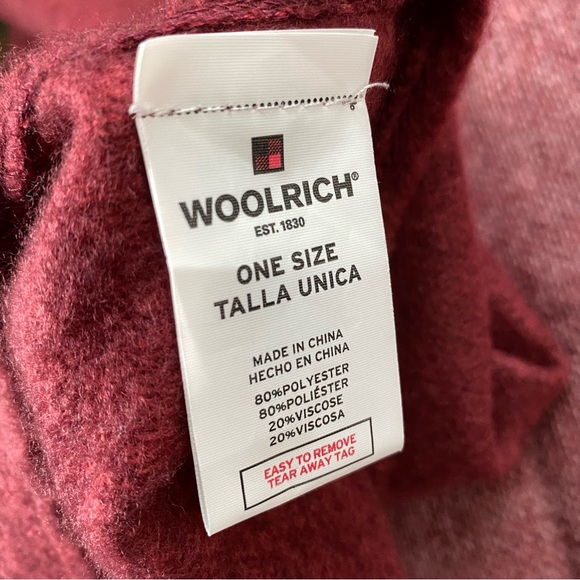 WOOLRICH®
EST. 1830
ONE SIZE
TALLA UNICA
MADE IN CHINA
HECHO EN CHINA
80%POLYESTER
80%POLIÉSTER
20%VISCOSE
20%VISCOSA
EASY TO REMOVE
TEAR AWAY TAG